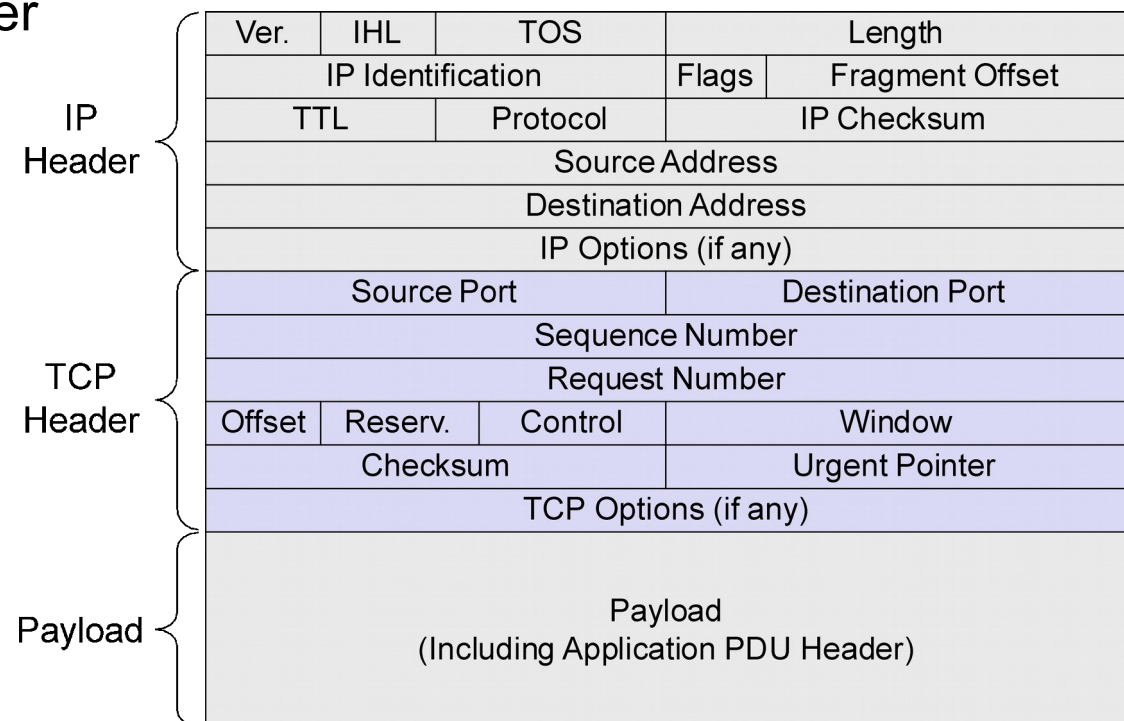 er
Ver. IHL TOS Length
IP Identification Flags Fragment Offset
IP
Header
TTL Protocol IP Checksum
Source Address
Destination Address
IP Options (if any)
Source Port Destination Port
Sequence Number
TCP
Header
Request Number
Offset Reserv. Control Window
Checksum Urgent Pointer
TCP Options (if any)
Payload
Payload
(Including Application PDU Header)